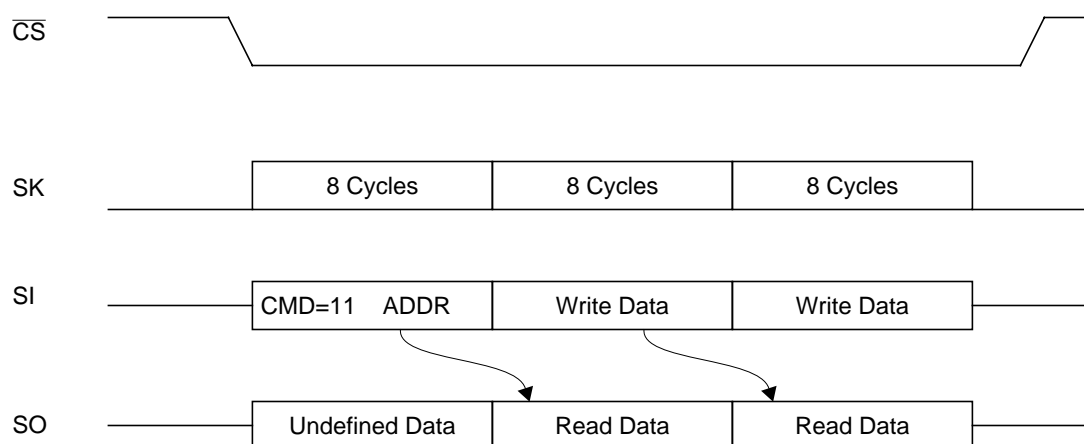 CS
SK 8 Cycles 8 Cycles 8 Cycles
SI CMD=11 ADDR Write Data Write Data
SO Undefined Data Read Data Read Data